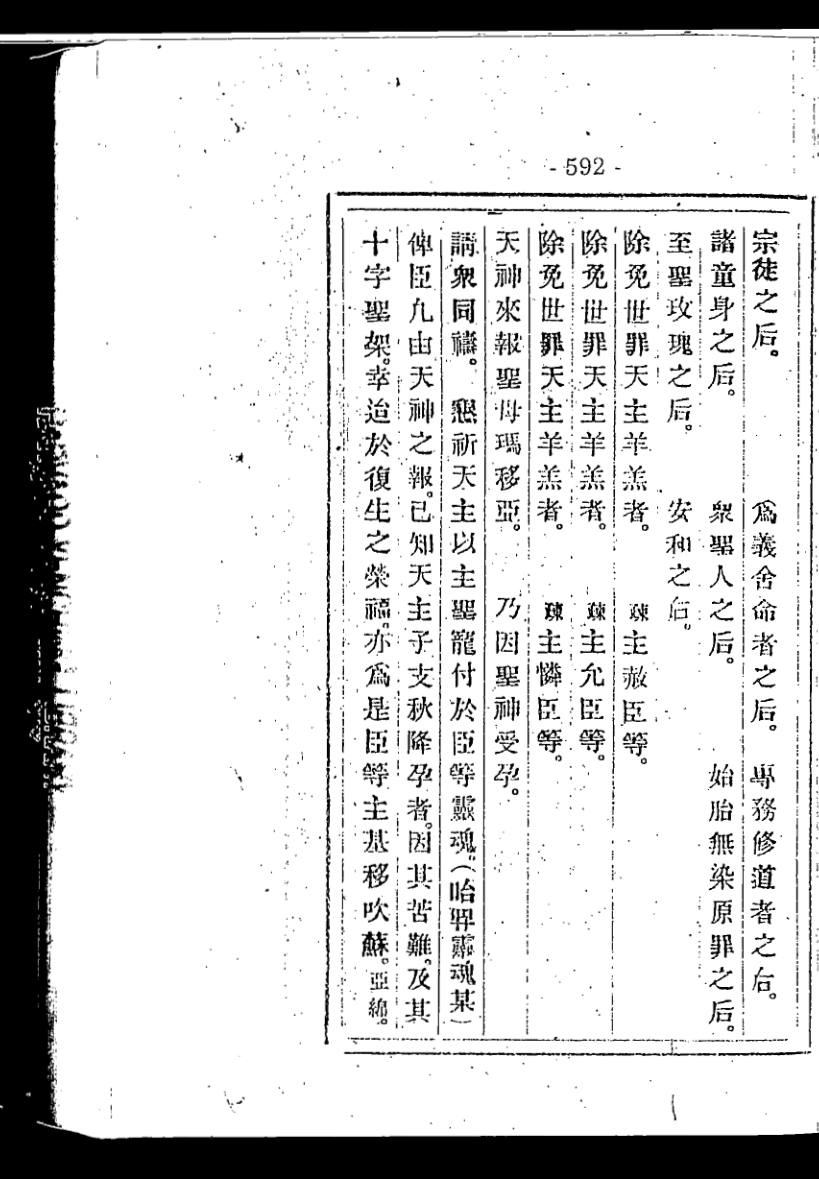 - 592 -
宗徒之后。 爲義舍命者之后。 專務修道者之后。
諸童身之后。 衆聖人之后。 始胎無染原罪之后。
至聖玫瑰之后。 安和之后。
除免世罪天主羊羔者。 主赦臣等。
除免世罪天主羊羔者。 主允臣等。
除免世罪天主羊羔者。 主憐臣等。
天神來報聖母瑪移亞。 乃因聖神受孕。
請衆同禱。 懇祈天主以主聖寵付於臣等靈魂。(曁靈魂某)
俾臣凢由天神之報。已知天主子支秋降孕者。因其苦難。及其
十字聖架。幸迨於復生之榮福。亦爲是臣等主基移吹蘇。亞綿。